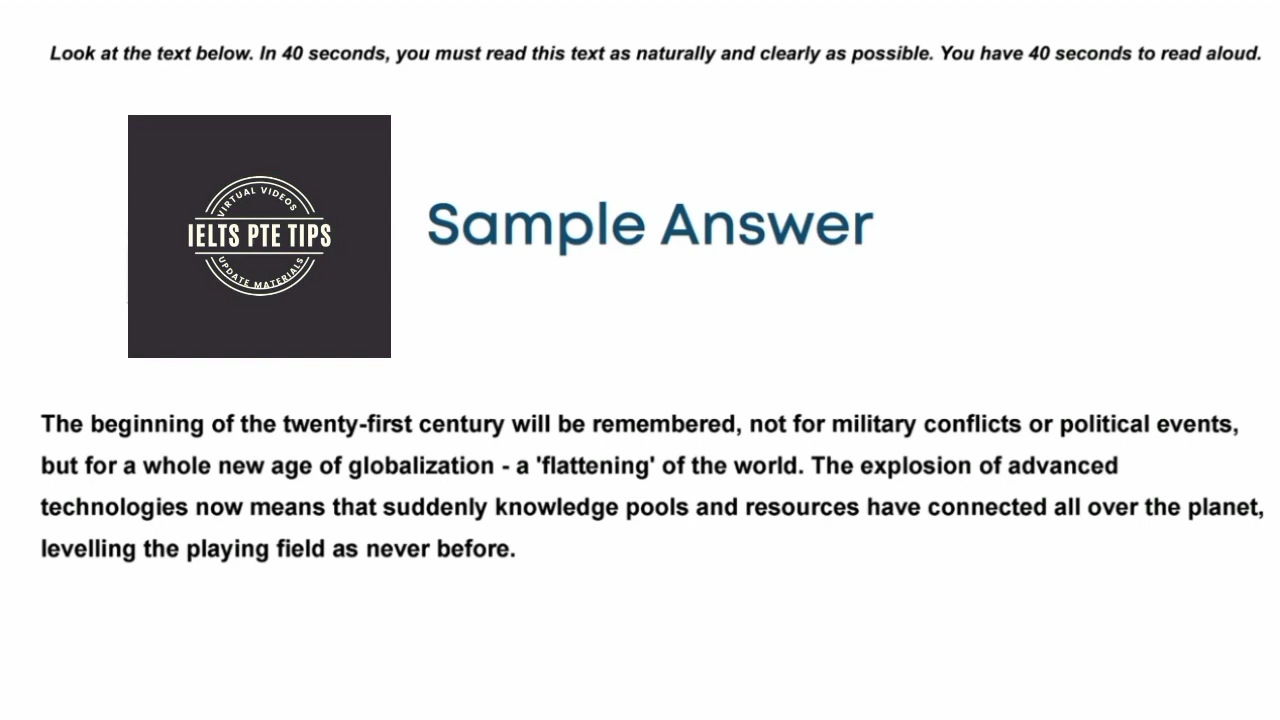 Look at the text below. In 40 seconds, you must read this text as naturally and clearly as possible. You have 40 seconds to read aloud.
VIRTUAL VIDEOS
IELTS PTE TIPS
UPDATE MATERIALS
Sample Answer
The beginning of the twenty-first century will be remembered, not for military conflicts or political events,
but for a whole new age of globalization - a 'flattening' of the world. The explosion of advanced
technologies now means that suddenly knowledge pools and resources have connected all over the planet,
levelling the playing field as never before.